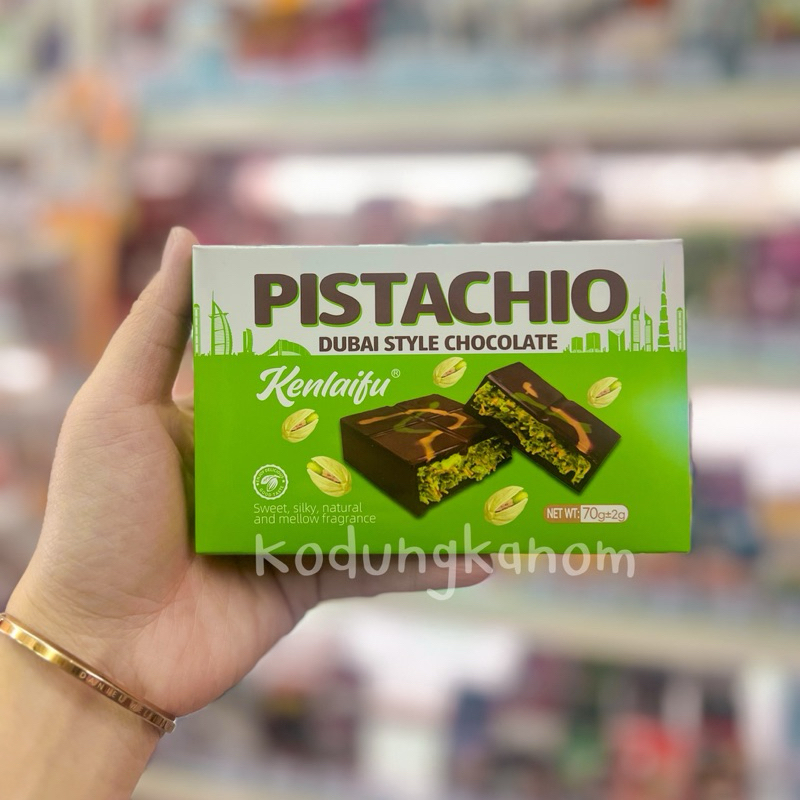 PISTACHIO
DUBAI STYLE CHOCOLATE
Kenlaifu®
Sweet, silky, natural
and mellow fragrance
NET WT: 70g±2g
Kodungkanom